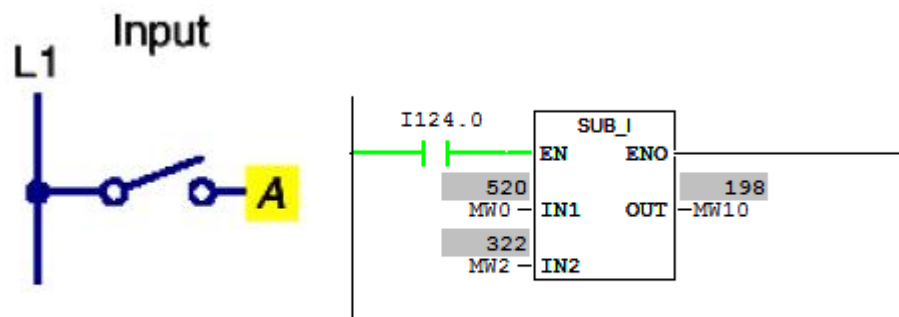 Input
L1
A
I124.0
SUB_I
EN ENO
520 198
MW0 IN1 OUT MW10
322
MW2 IN2